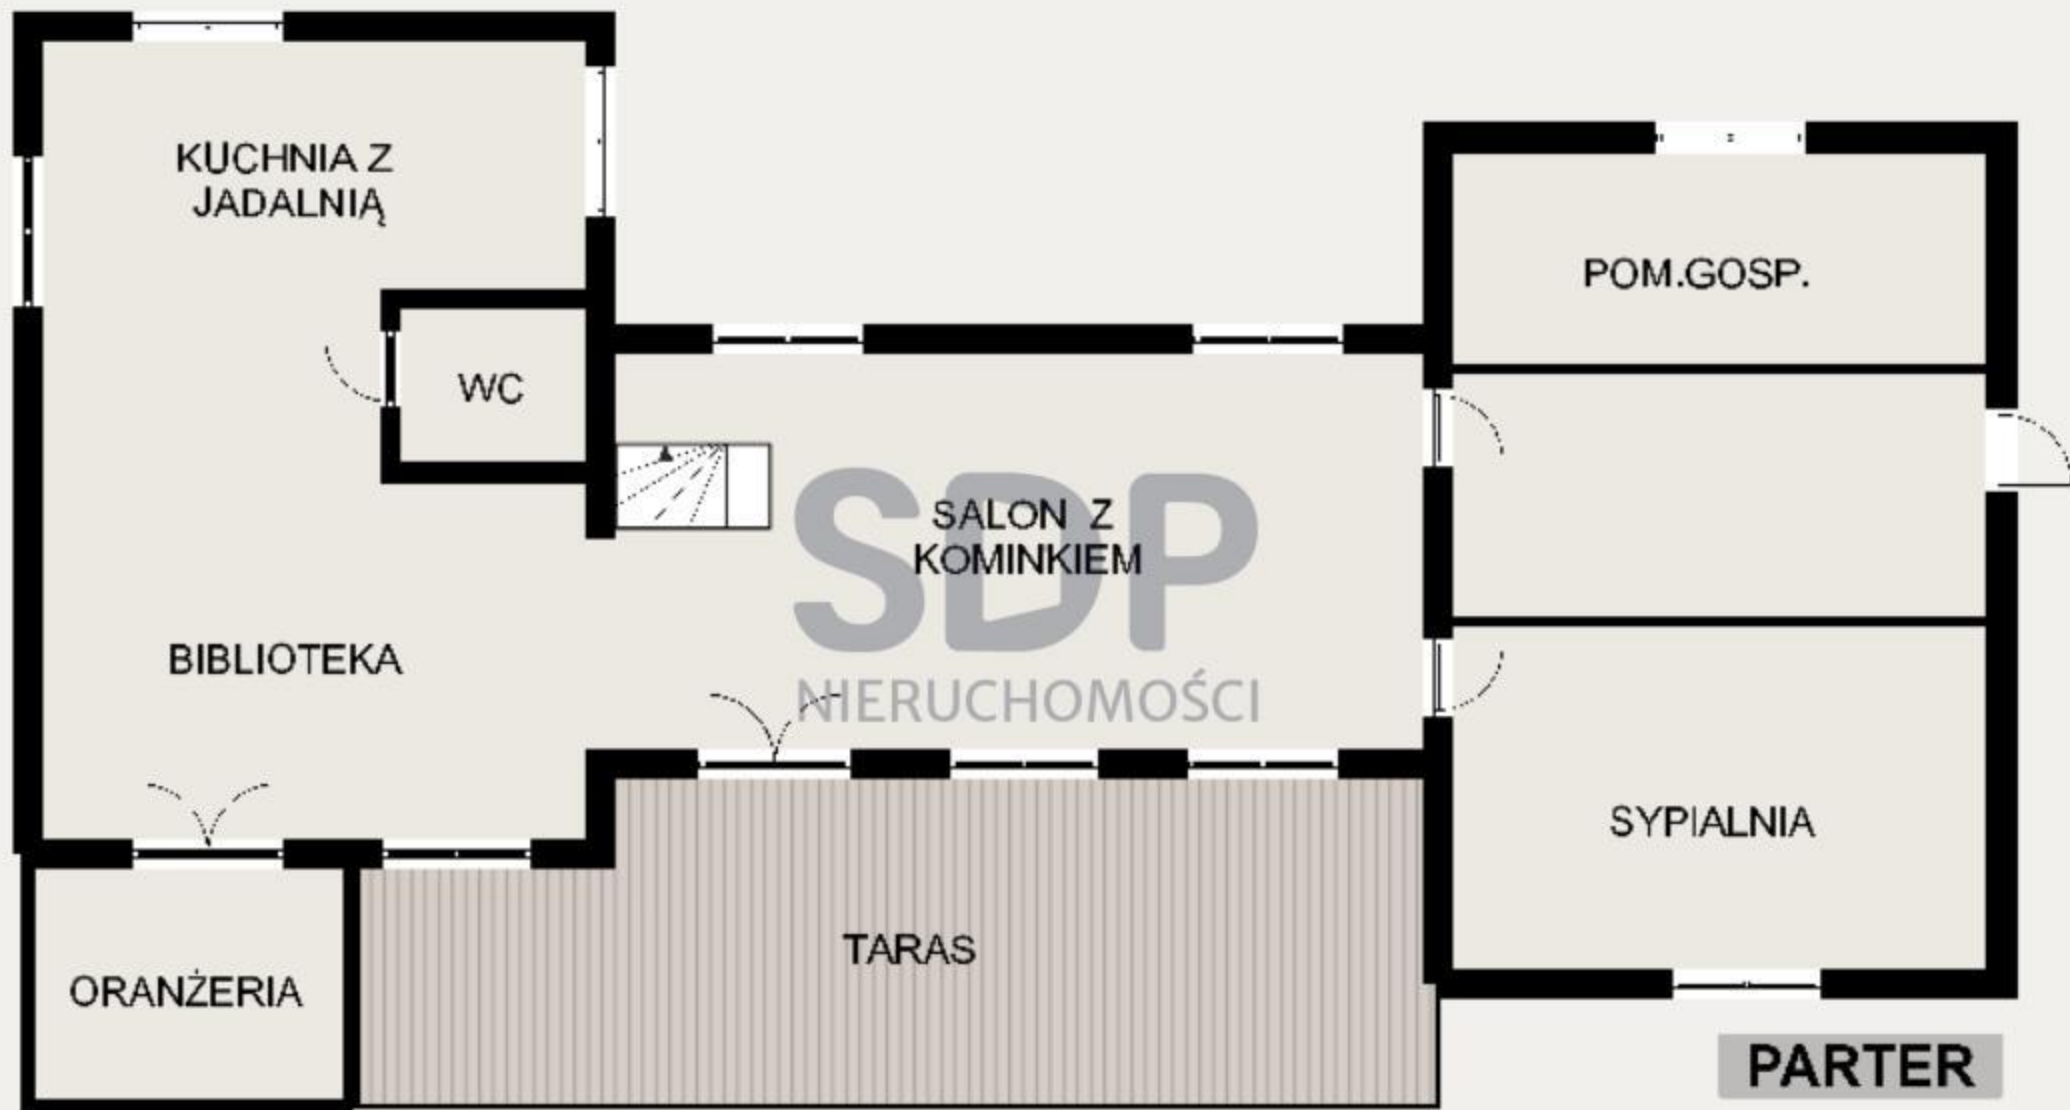 KUCHNIA Z
JADALNIĄ
POM.GOSP.
WC
SDP
SALON Z
KOMINKIEM
NIERUCHOMOŚCI
BIBLIOTEKA
SYPIALNIA
TARAS
ORANŻERIA
PARTER